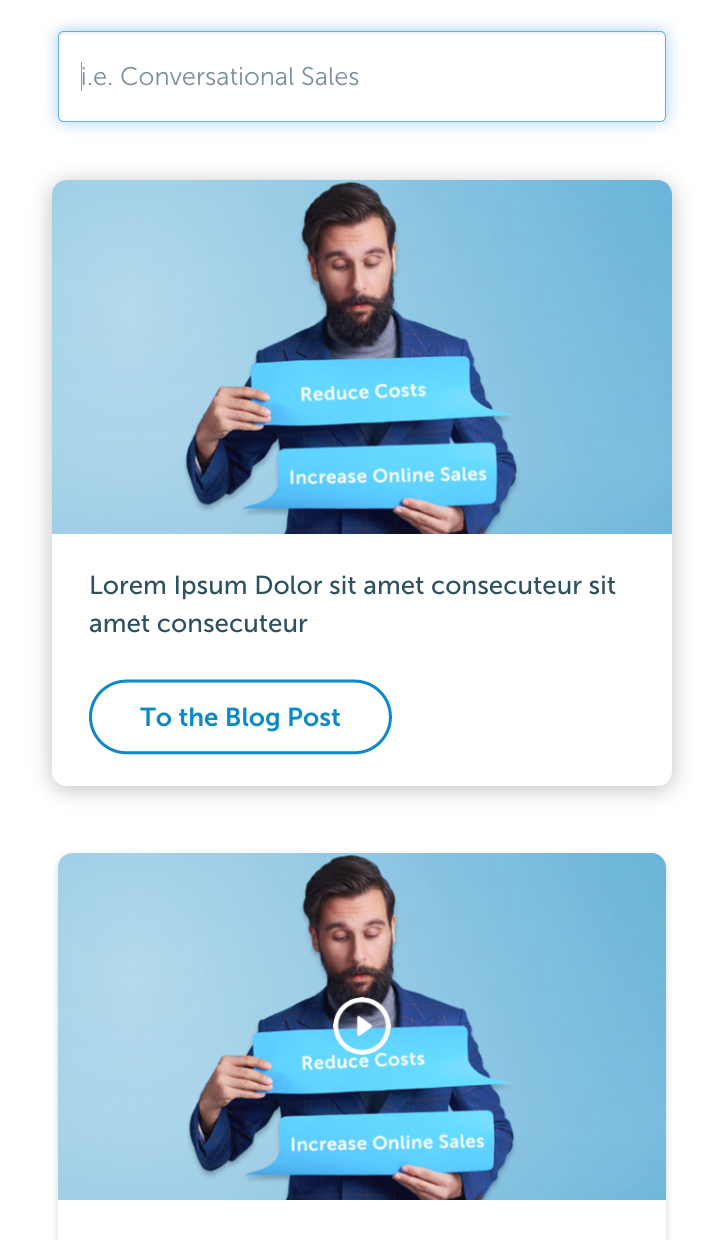 i.e. Conversational Sales
Reduce Costs
Increase Online Sales
Lorem Ipsum Dolor sit amet consecuteur sit
amet consecuteur
To the Blog Post
Reduce Costs
Increase Online Sales